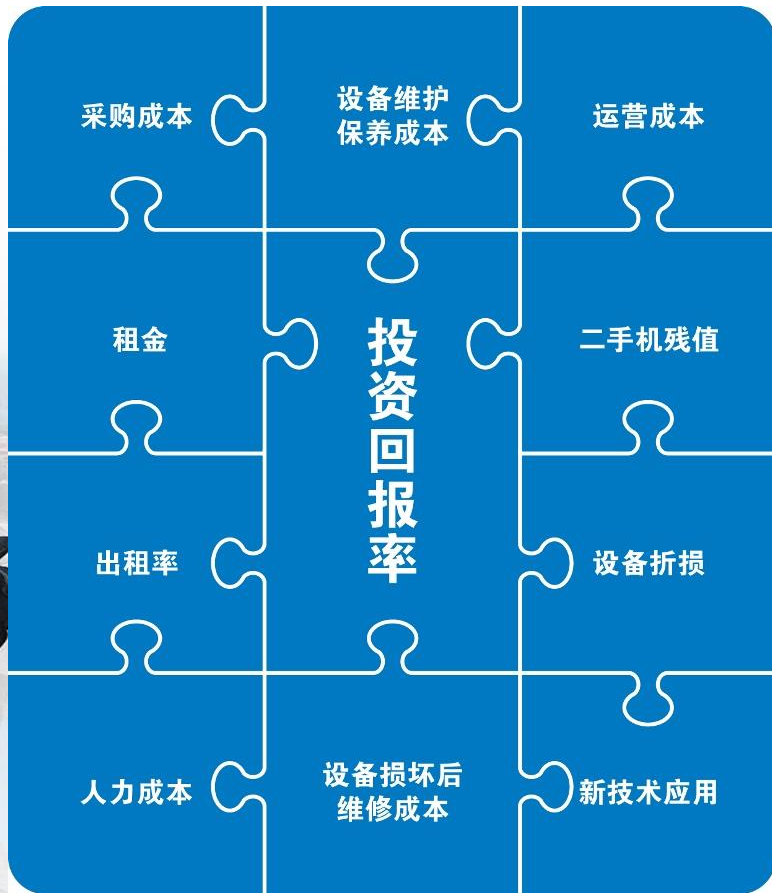 采购成本
设备维护
保养成本
运营成本
租金
投资回报率
二手机残值
出租率
设备折损
人力成本
设备损坏后
维修成本
新技术应用